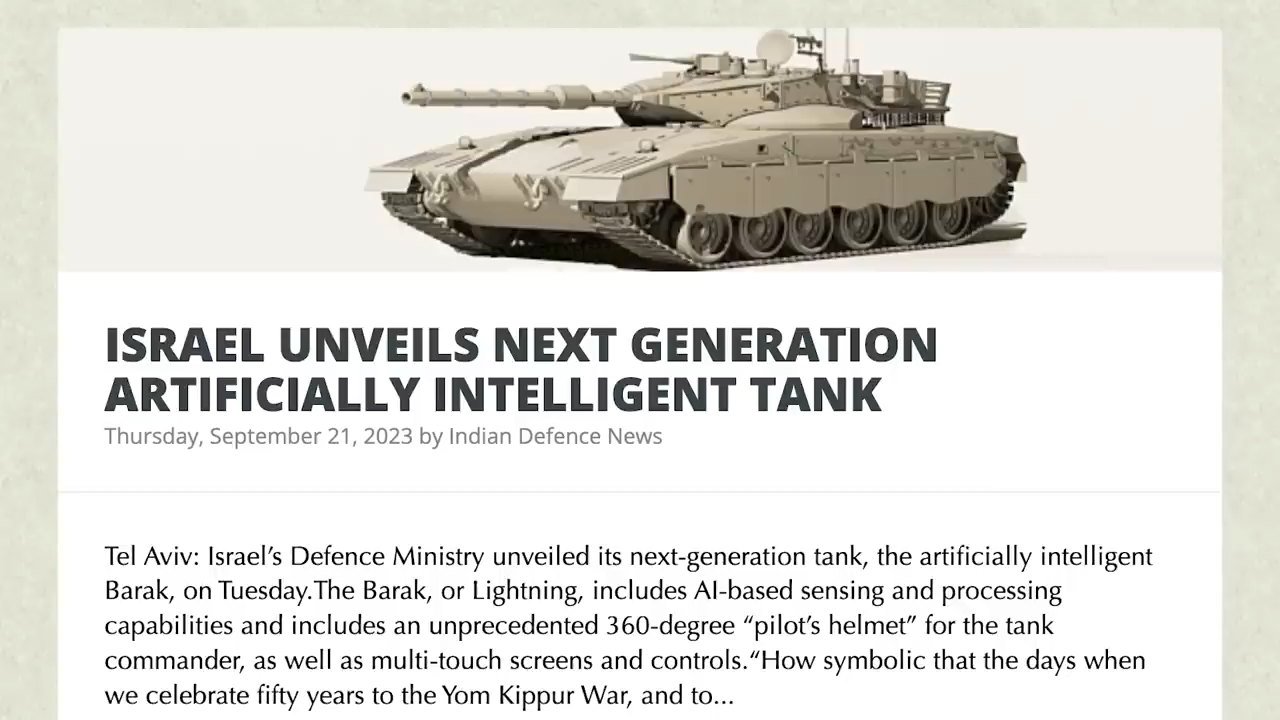 ISRAEL UNVEILS NEXT GENERATION
ARTIFICIALLY INTELLIGENT TANK
Thursday, September 21, 2023 by Indian Defence News
Tel Aviv: Israel’s Defence Ministry unveiled its next-generation tank, the artificially intelligent
Barak, on Tuesday.The Barak, or Lightning, includes AI-based sensing and processing
capabilities and includes an unprecedented 360-degree “pilot’s helmet” for the tank
commander, as well as multi-touch screens and controls.“How symbolic that the days when
we celebrate fifty years to the Yom Kippur War, and to...